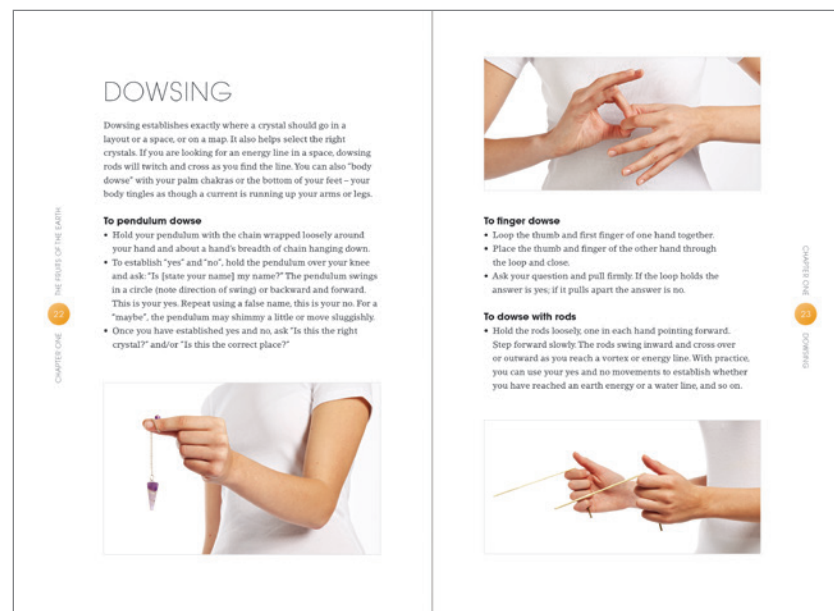 DOWSING
Dowsing establishes exactly where a crystal should go in a
layout or a space, or on a map. It also helps select the right
crystals. If you are looking for an energy line in a space, dowsing
rods will twitch and cross as you find the line. You can also "body
dowse" with your palm chakras or the bottom of your feet – your
body tingles as though a current is running up your arms or legs.
To pendulum dowse
• Hold your pendulum with the chain wrapped loosely around
your hand and about a hand's breadth of chain hanging down.
• To establish "yes" and "no", hold the pendulum over your knee
and ask: "Is [state your name] my name?" The pendulum swings
in a circle (note direction of swing) or backward and forward.
This is your yes. Repeat using a false name, this is your no. For a
"maybe", the pendulum may shimmy a little or move sluggishly.
• Once you have established yes and no, ask "Is this the right
crystal?" and/or "Is this the correct place?"
THE FRUITS OF THE EARTH
22
CHAPTER ONE
To finger dowse
• Loop the thumb and first finger of one hand together.
• Place the thumb and finger of the other hand through
the loop and close.
• Ask your question and pull firmly. If the loop holds the
answer is yes; if it pulls apart the answer is no.
To dowse with rods
• Hold the rods loosely, one in each hand pointing forward.
Step forward slowly. The rods swing inward and cross over
or outward as you reach a vortex or energy line. With practice,
you can use your yes and no movements to establish whether
you have reached an earth energy or a water line, and so on.
CHAPTER ONE
23
DOWSING